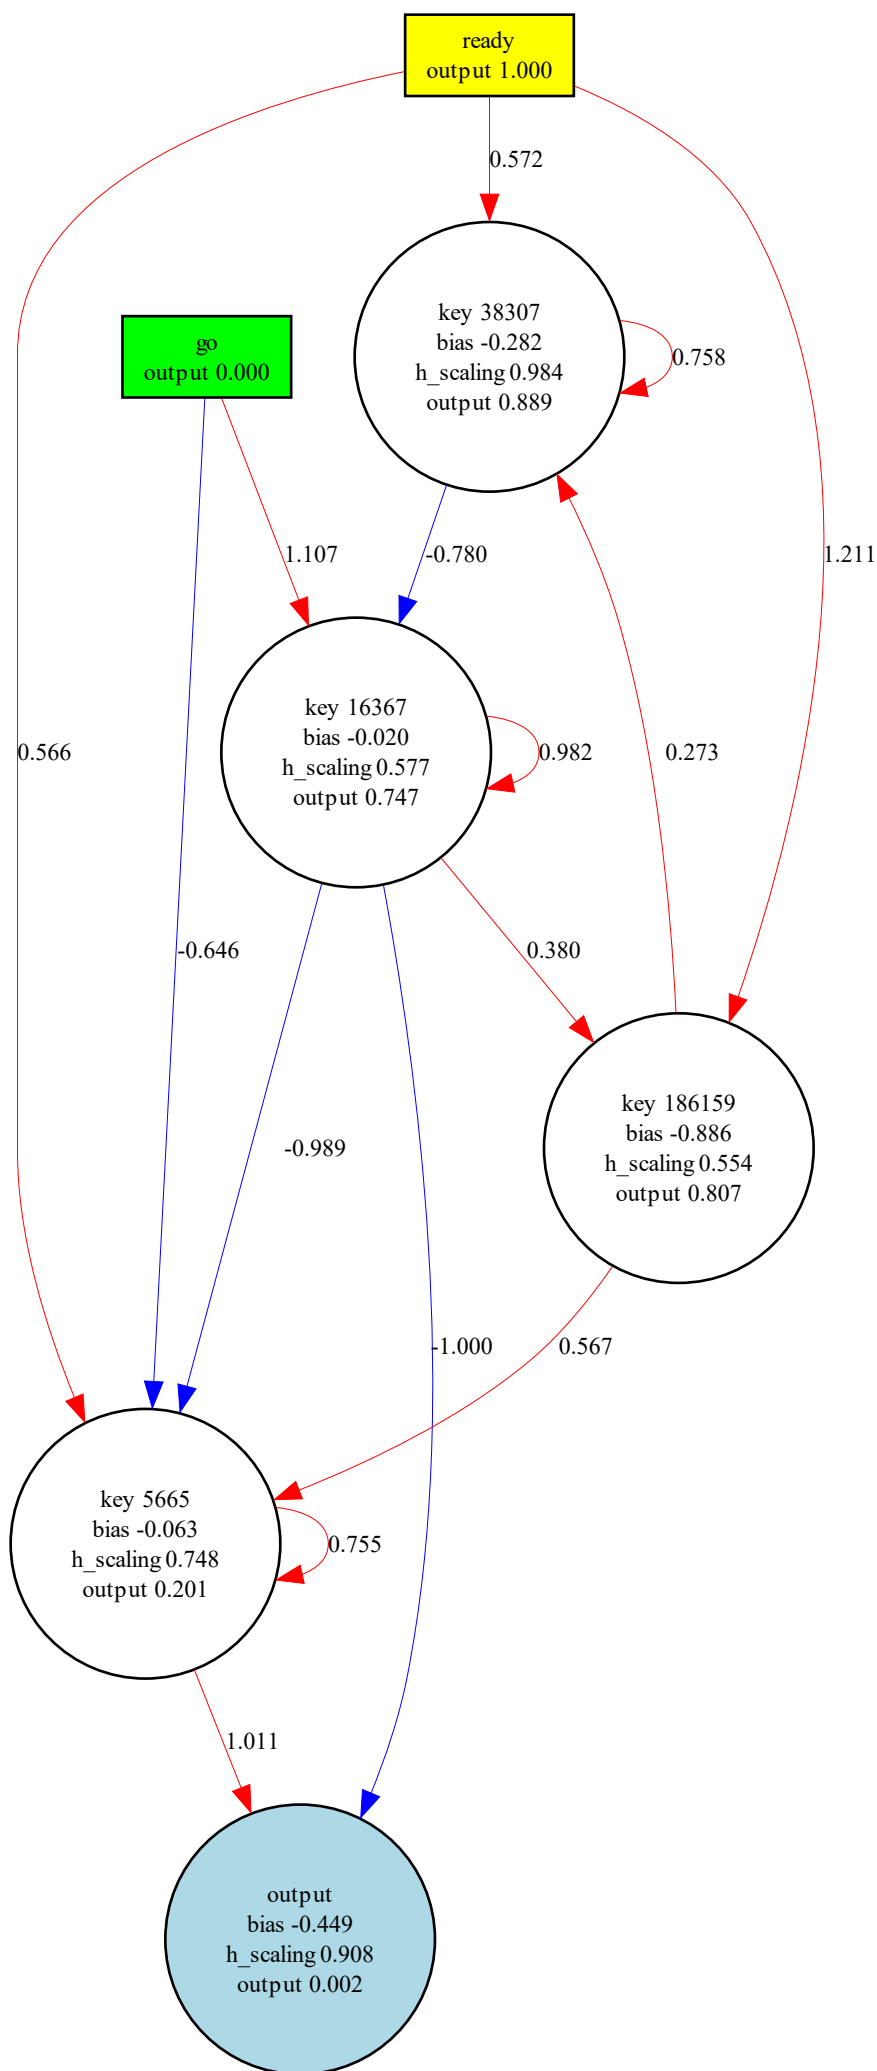 ready
output 1.000
0.572
go
output 0.000
key 38307
bias -0.282
h_scaling 0.984
output 0.889
0.758
1.107
-0.780
1.211
key 16367
bias -0.020
h_scaling 0.577
output 0.747
0.566
0.982
0.273
-0.646
0.380
key 186159
bias -0.886
h_scaling 0.554
output 0.807
-0.989
-1.000
0.567
key 5665
bias -0.063
h_scaling 0.748
output 0.201
0.755
1.011
output
bias -0.449
h_scaling 0.908
output 0.002